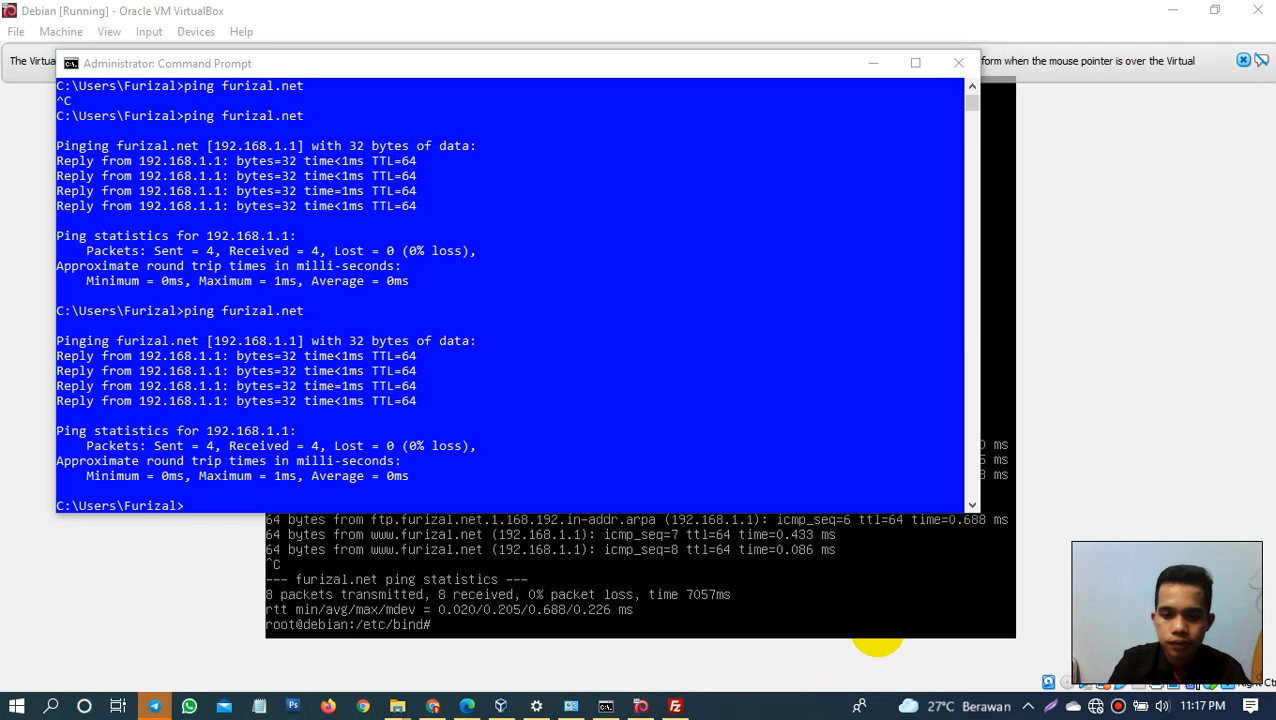 Debian [Running] - Oracle VM VirtualBox
File Machine View Input Devices Help
The Virtua
form when the mouse pointer is over the Virtual
Administrator: Command Prompt
C:\Users\Furizal>ping furizal.net
^C
C:\Users\Furizal>ping furizal.net
Pinging furizal.net [192.168.1.1] with 32 bytes of data:
Reply from 192.168.1.1: bytes=32 time<1ms TTL=64
Reply from 192.168.1.1: bytes=32 time<1ms TTL=64
Reply from 192.168.1.1: bytes=32 time=1ms TTL=64
Reply from 192.168.1.1: bytes=32 time<1ms TTL=64
Ping statistics for 192.168.1.1:
Packets: Sent = 4, Received = 4, Lost = 0 (0% loss),
Approximate round trip times in milli-seconds:
Minimum = 0ms, Maximum = 1ms, Average = 0ms
C:\Users\Furizal>ping furizal.net
Pinging furizal.net [192.168.1.1] with 32 bytes of data:
Reply from 192.168.1.1: bytes=32 time<1ms TTL=64
Reply from 192.168.1.1: bytes=32 time<1ms TTL=64
Reply from 192.168.1.1: bytes=32 time=1ms TTL=64
Reply from 192.168.1.1: bytes=32 time<1ms TTL=64
Ping statistics for 192.168.1.1:
Packets: Sent = 4, Received = 4, Lost = 0 (0% loss),
Approximate round trip times in milli-seconds:
Minimum = 0ms, Maximum = 1ms, Average = 0ms
C:\Users\Furizal>
ms
ms
ms
64 bytes from ftp.furizal.net.1.168.192.in-addr.arpa (192.168.1.1): icmp_seq=6 ttl=64 time=0.688 ms
64 bytes from www.furizal.net (192.168.1.1): icmp_seq=7 ttl=64 time=0.433 ms
64 bytes from www.furizal.net (192.168.1.1): icmp_seq=8 ttl=64 time=0.086 ms
^C
--- furizal.net ping statistics ---
8 packets transmitted, 8 received, 0% packet loss, time 7057ms
rtt min/avg/max/mdev = 0.020/0.205/0.688/0.226 ms
root@debian:/etc/bind#
Right Ctrl
27°C Berawan
11:17 PM